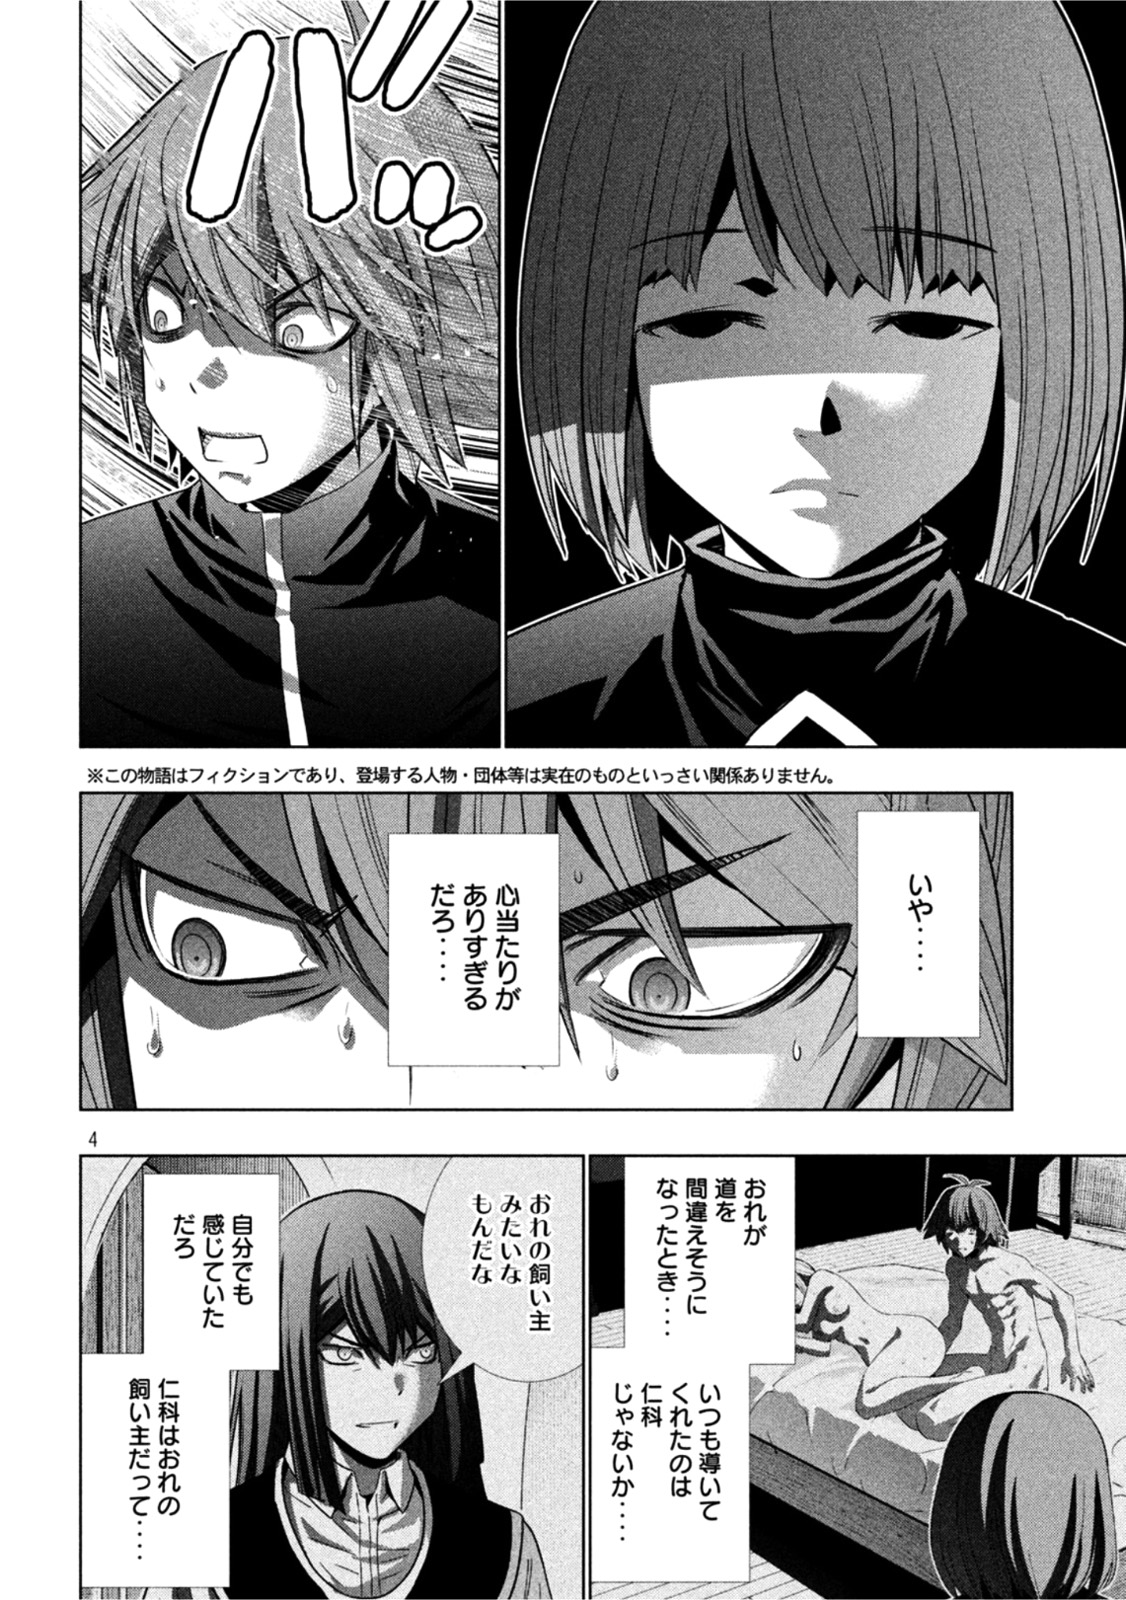 バッ
※この物語はフィクションであり、登場する人物・団体等は実在のものといっさい関係ありません。
いや‥‥
心当たりが
ありすぎる
だろ‥‥
4
おれが
道を
間違えそうに
なったとき‥‥
いつも導いて
くれたのは
仁科
じゃないか‥‥
おれの飼い主
みたいな
もんだな
自分でも
感じていた
だろ
仁科はおれの
飼い主だって‥‥